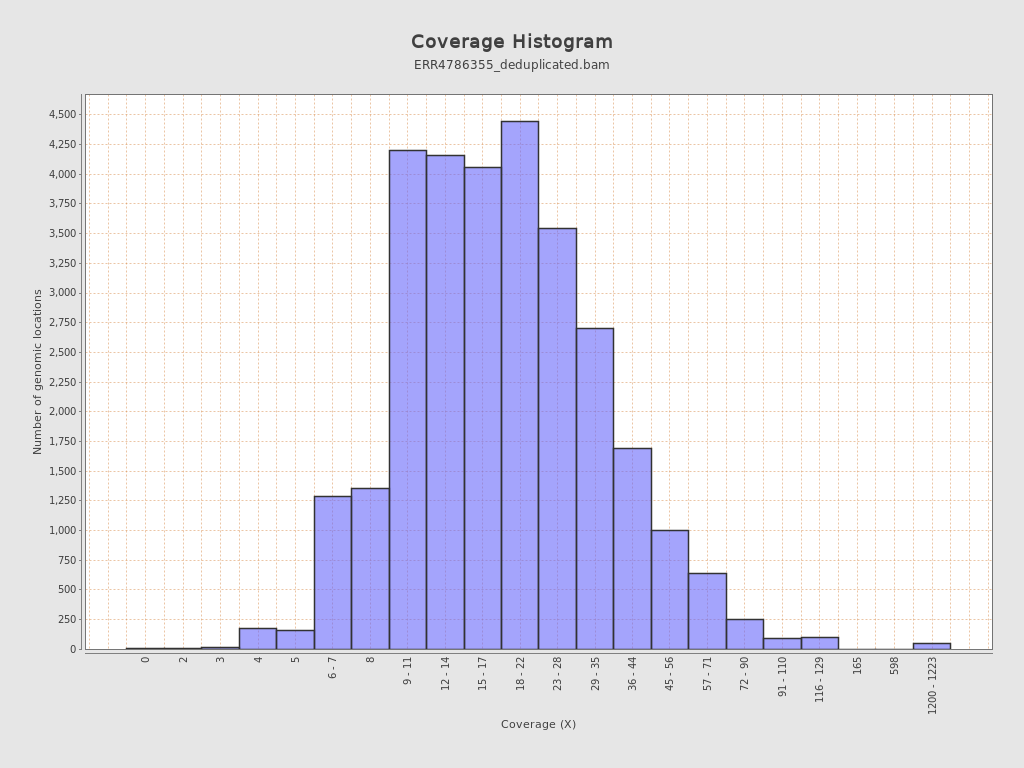 Coverage Histogram
ERR4786355_deduplicated.bam
Number of genomic locations
4,500
4,250
4,000
3,750
3,500
3,250
3,000
2,750
2,500
2,250
2,000
1,750
1,500
1,250
1,000
750
500
250
0
0
2
3
4
5
6 - 7
8
9 - 11
12 - 14
15 - 17
18 - 22
23 - 28
29 - 35
36 - 44
45 - 56
57 - 71
72 - 90
91 - 110
116 - 129
165
598
1200 - 1223
Coverage (X)